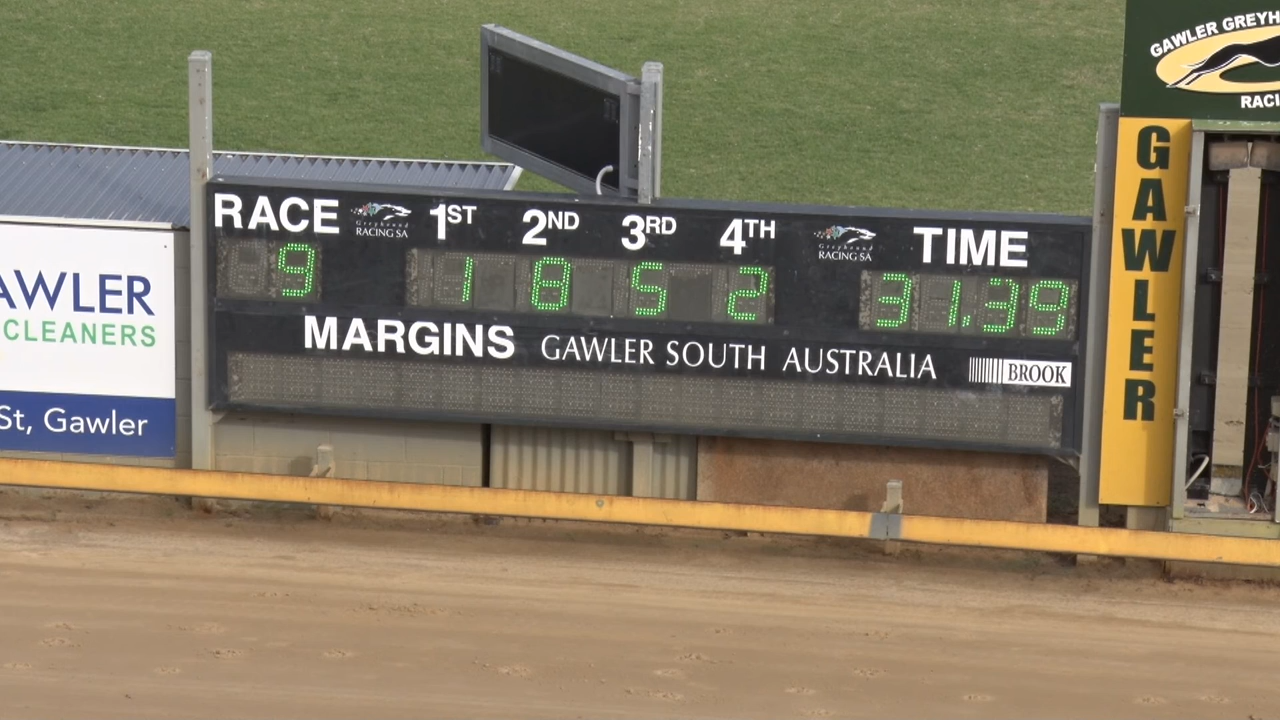 GAWLER GREYH
RACI
GAWLER
RACE Greyhound RACING SA 1ST 2ND 3RD 4TH Greyhound RACING SA TIME
9 1 8 5 2 31.39
MARGINS GAWLER SOUTH AUSTRALIA BROOK
AWLER
CLEANERS
St, Gawler